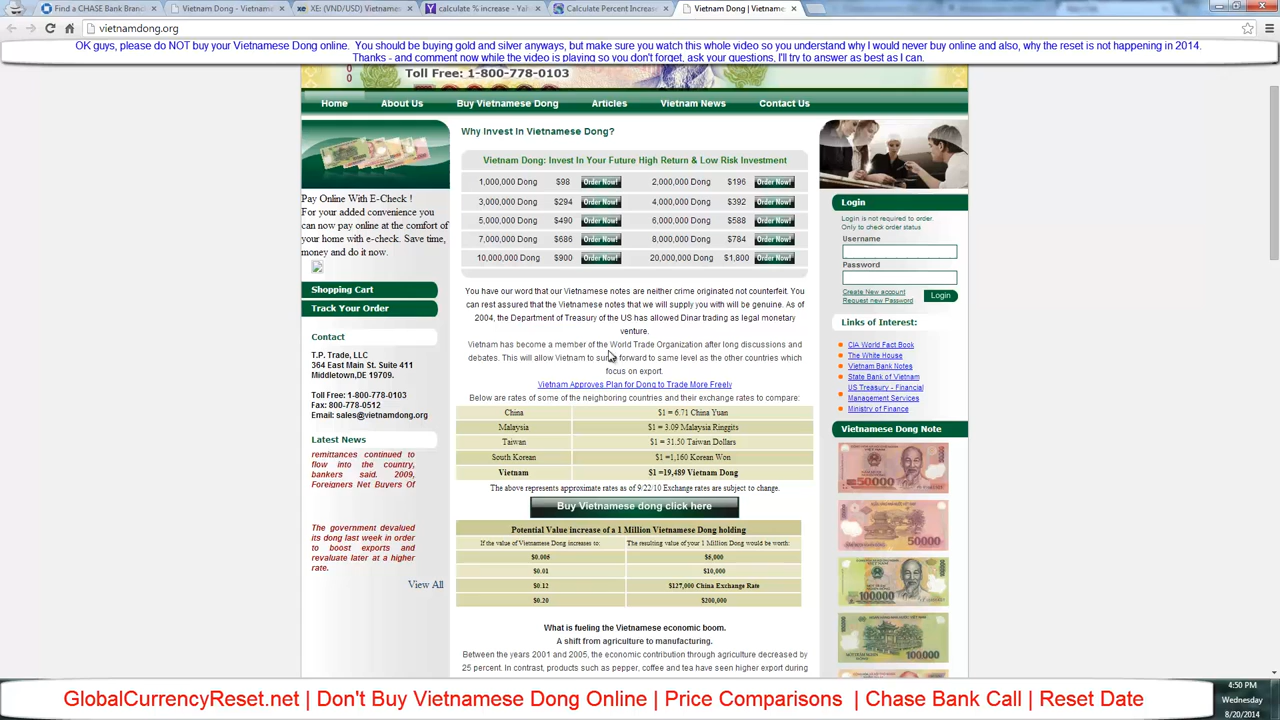 Find a CHASE Bank Branc
Vietnam Dong - Vietname
XE: (VND/USD) Vietname
calculate % increase - Ya
Calculate Percent Increase
Vietnam Dong | Vietname
vietnamdong.org
OK guys, please do NOT buy your Vietnamese Dong online. You should be buying gold and silver anyways, but make sure you watch this whole video so you understand why I would never buy online and also, why the reset is not happening in 2014.
Thanks - and comment now while the video is playing so you don't forget, ask your questions, I'll try to answer as best as I can.
Toll Free: 1-800-778-0103
Home About Us Buy Vietnamese Dong Articles Vietnam News Contact Us
Pay Online With E-Check !
For your added convenience you
can now pay online at the comfort of
your home with e-check. Save time,
money and do it now.
Shopping Cart
Track Your Order
Contact
T.P. Trade, LLC
364 East Main St. Suite 411
Middletown,DE 19709.
Toll Free: 1-800-778-0103
Fax: 800-778-0512
Email: sales@vietnamdong.org
Latest News
remittances continued to
flow into the country,
bankers said. 2009,
Foreigners Net Buyers Of
The government devalued
its dong last week in order
to boost exports and
revaluate later at a higher
rate.
View All
Why Invest In Vietnamese Dong?
Vietnam Dong: Invest In Your Future High Return & Low Risk Investment
1,000,000 Dong $98 Order Now! 2,000,000 Dong $196 Order Now!
3,000,000 Dong $294 Order Now! 4,000,000 Dong $392 Order Now!
5,000,000 Dong $490 Order Now! 6,000,000 Dong $588 Order Now!
7,000,000 Dong $686 Order Now! 8,000,000 Dong $784 Order Now!
10,000,000 Dong $900 Order Now! 20,000,000 Dong $1,800 Order Now!
You have our word that our Vietnamese notes are neither crime originated not counterfeit. You
can rest assured that the Vietnamese notes that we will supply you with will be genuine. As of
2004, the Department of Treasury of the US has allowed Dinar trading as legal monetary
venture.
Vietnam has become a member of the World Trade Organization after long discussions and
debates. This will allow Vietnam to surge forward to same level as the other countries which
focus on export.
Vietnam Approves Plan for Dong to Trade More Freely
Below are rates of some of the neighboring countries and their exchange rates to compare:
China $1 = 6.71 China Yuan
Malaysia $1 = 3.09 Malaysia Ringgits
Taiwan $1 = 31.50 Taiwan Dollars
South Korean $1 =1,160 Korean Won
Vietnam $1 =19,489 Vietnam Dong
The above represents approximate rates as of 9/22/10 Exchange rates are subject to change.
Buy Vietnamese dong click here
Potential Value increase of a 1 Million Vietnamese Dong holding
If the value of Vietnamese Dong increases to: The resulting value of your 1 Million Dong would be worth:
$0.005 $5,000
$0.01 $10,000
$0.12 $127,000 China Exchange Rate
$0.20 $200,000
What is fueling the Vietnamese economic boom.
A shift from agriculture to manufacturing.
Between the years 2001 and 2005, the economic contribution through agriculture decreased by
25 percent. In contrast, products such as pepper, coffee and tea have seen higher export during
Login
Login is not required to order.
Only to check order status
Username
Password
Create New account
Request new Password
Login
Links of Interest:
CIA World Fact Book
The White House
Vietnam Bank Notes
State Bank of Vietnam
US Treasury - Financial
Management Services
Ministry of Finance
Vietnamese Dong Note
50000
50000
100000
100.000
GlobalCurrencyReset.net | Don't Buy Vietnamese Dong Online | Price Comparisons | Chase Bank Call | Reset Date
4:50 PM
Wednesday
8/20/2014